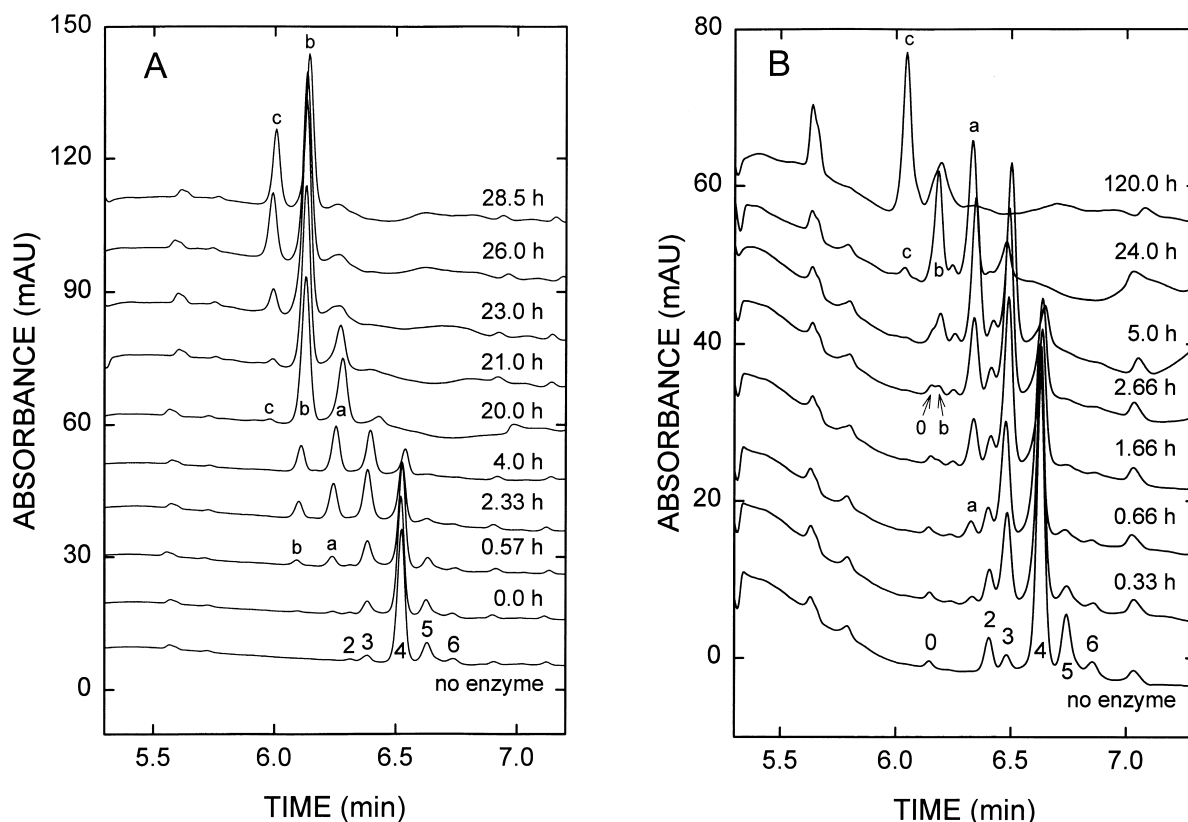 A
ABSORBANCE (mAU)
150
120
90
60
30
0
b
c
28.5 h
26.0 h
23.0 h
21.0 h
20.0 h
c b a
4.0 h
2.33 h
0.57 h
b a
0.0 h
2 3 4 5 6
no enzyme
5.5 6.0 6.5 7.0
TIME (min)
B
ABSORBANCE (mAU)
80
60
40
20
0
c
a
120.0 h
24.0 h
c b
5.0 h
2.66 h
0 b
1.66 h
0.66 h
a
0.33 h
0 2 3 4 5 6
no enzyme
5.5 6.0 6.5 7.0
TIME (min)